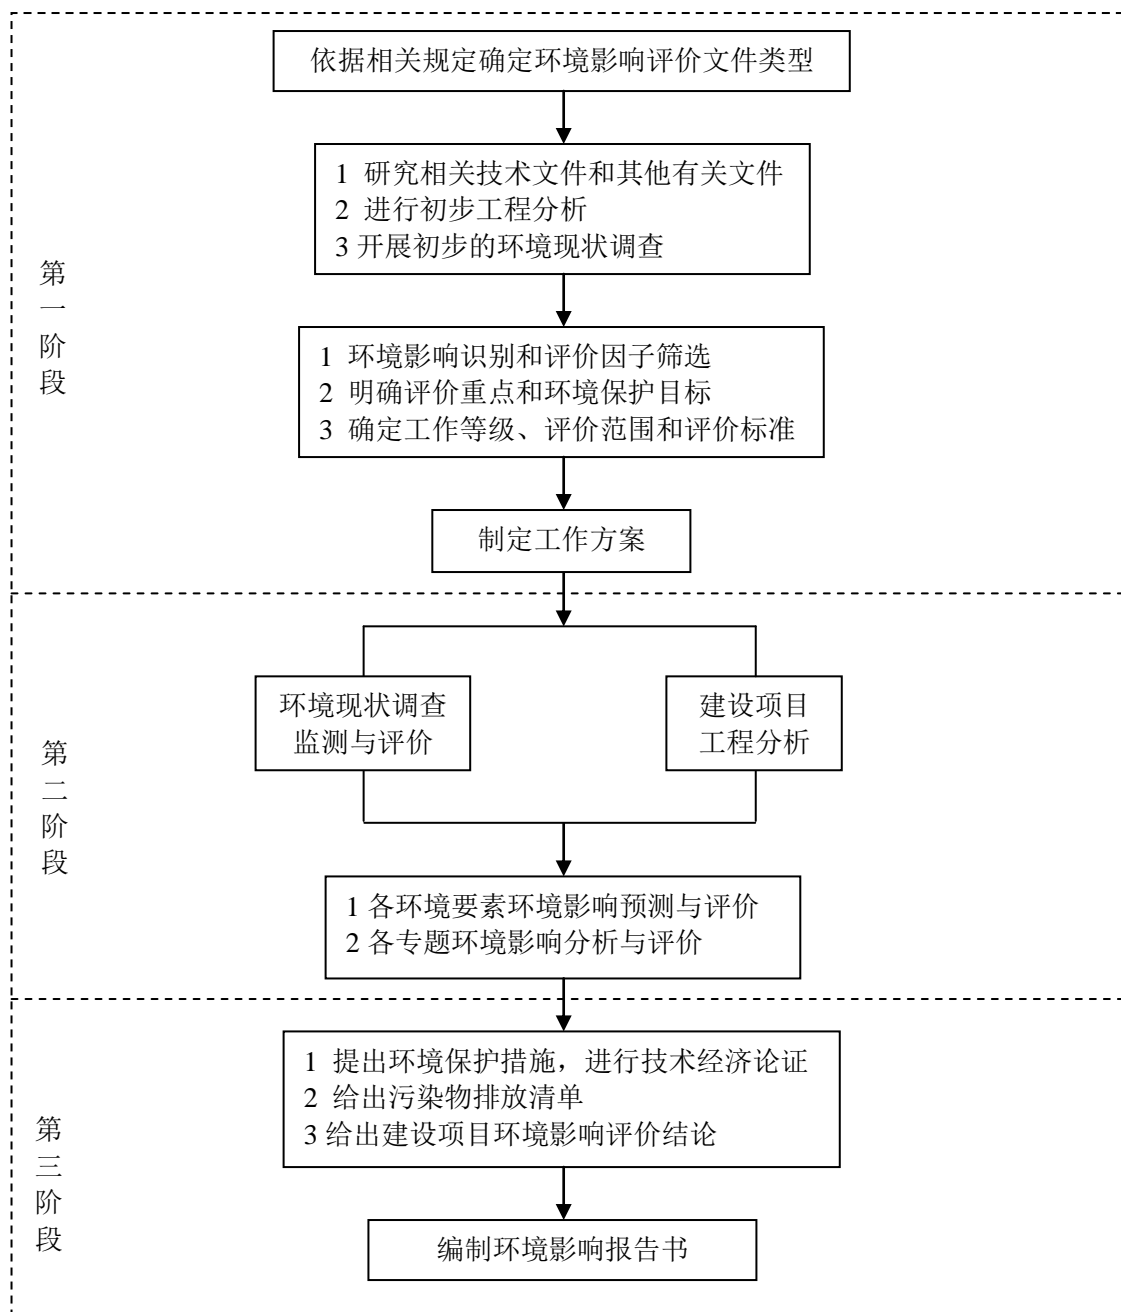 依据相关规定确定环境影响评价文件类型
1 研究相关技术文件和其他有关文件
2 进行初步工程分析
3开展初步的环境现状调查
第一阶段
1 环境影响识别和评价因子筛选
2 明确评价重点和环境保护目标
3 确定工作等级、评价范围和评价标准
制定工作方案
环境现状调查
监测与评价
建设项目
工程分析
第二阶段
1各环境要素环境影响预测与评价
2各专题环境影响分析与评价
1 提出环境保护措施，进行技术经济论证
2 给出污染物排放清单
3给出建设项目环境影响评价结论
第三阶段
编制环境影响报告书